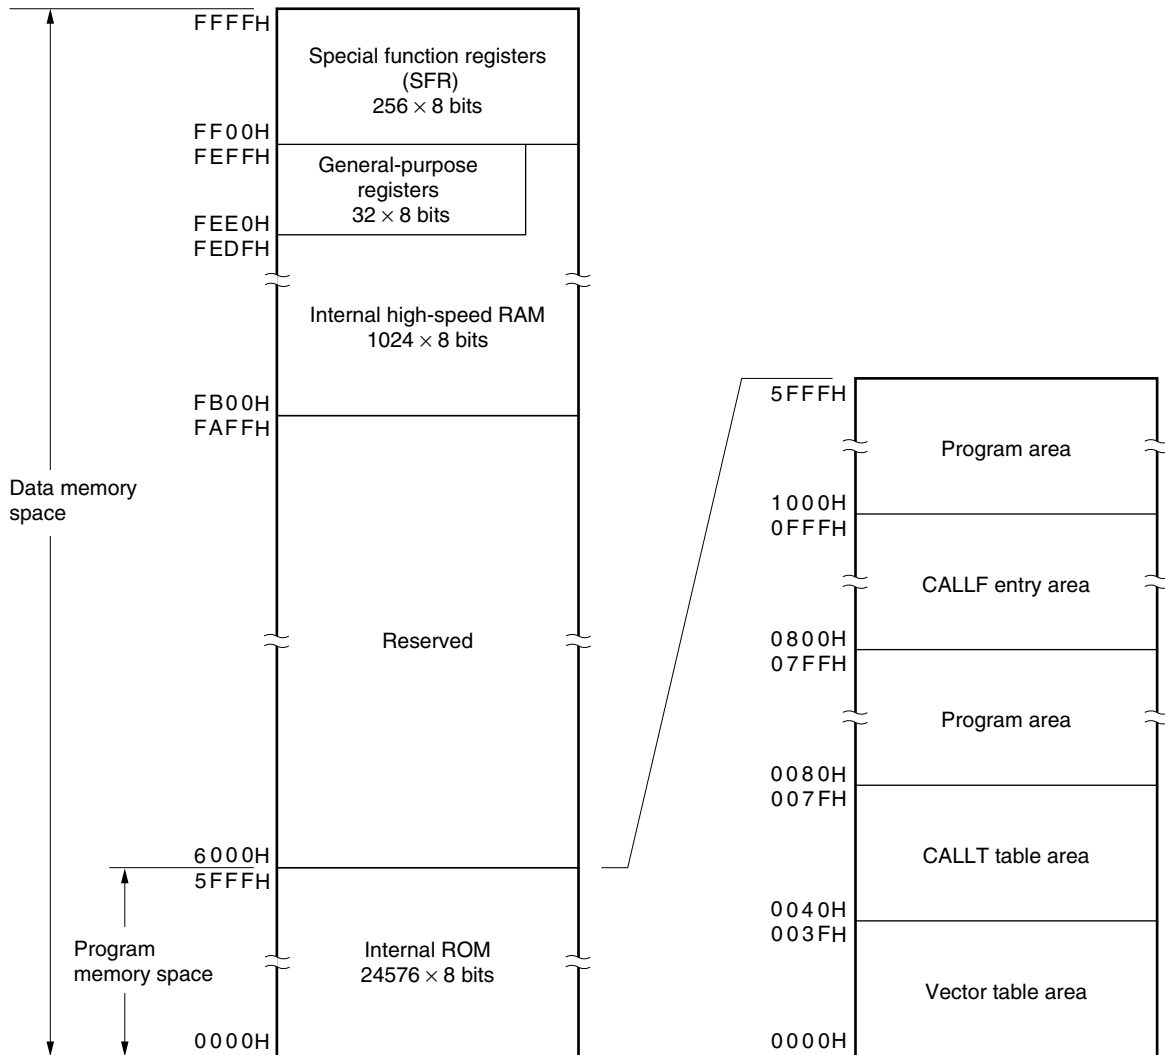 FFFFH
Special function registers
(SFR)
256 × 8 bits
FF00H
FEFFH
General-purpose
registers
32 × 8 bits
FEE0H
FEDFH
Internal high-speed RAM
1024 × 8 bits
FB00H
FAFFH
Data memory
space
Reserved
6000H
5FFFH
Program
memory space
Internal ROM
24576 × 8 bits
0000H
5FFFH
Program area
1000H
0FFFH
CALLF entry area
0800H
07FFH
Program area
0080H
007FH
CALLT table area
0040H
003FH
Vector table area
0000H